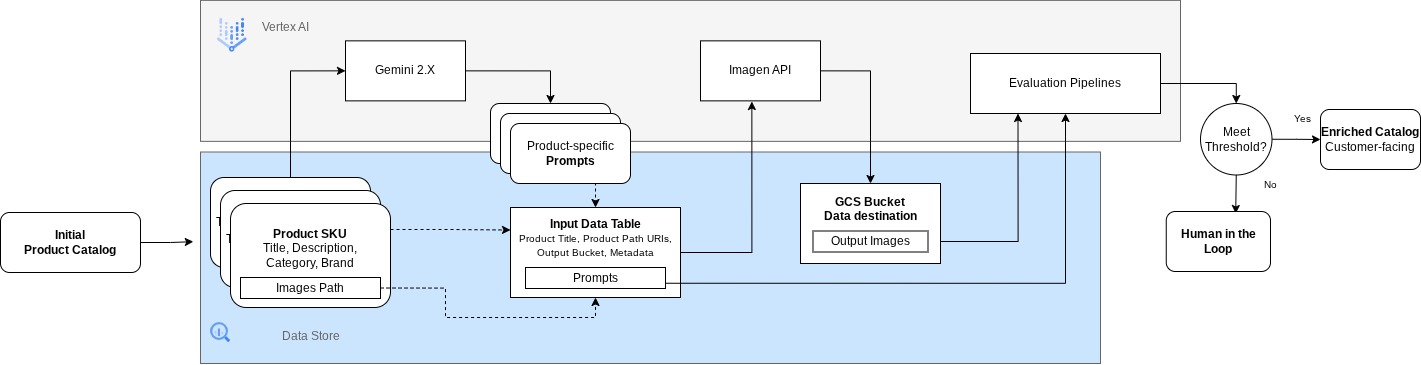 Vertex AI
Gemini 2.X
Imagen API
Evaluation Pipelines
Product-specific
Prompts
Meet
Threshold?
Yes
No
Enriched Catalog
Customer-facing
Human in the
Loop
Initial
Product Catalog
T
T
Product SKU
Title, Description,
Category, Brand
Images Path
Input Data Table
Product Title, Product Path URIs,
Output Bucket, Metadata
Prompts
GCS Bucket
Data destination
Output Images
Data Store